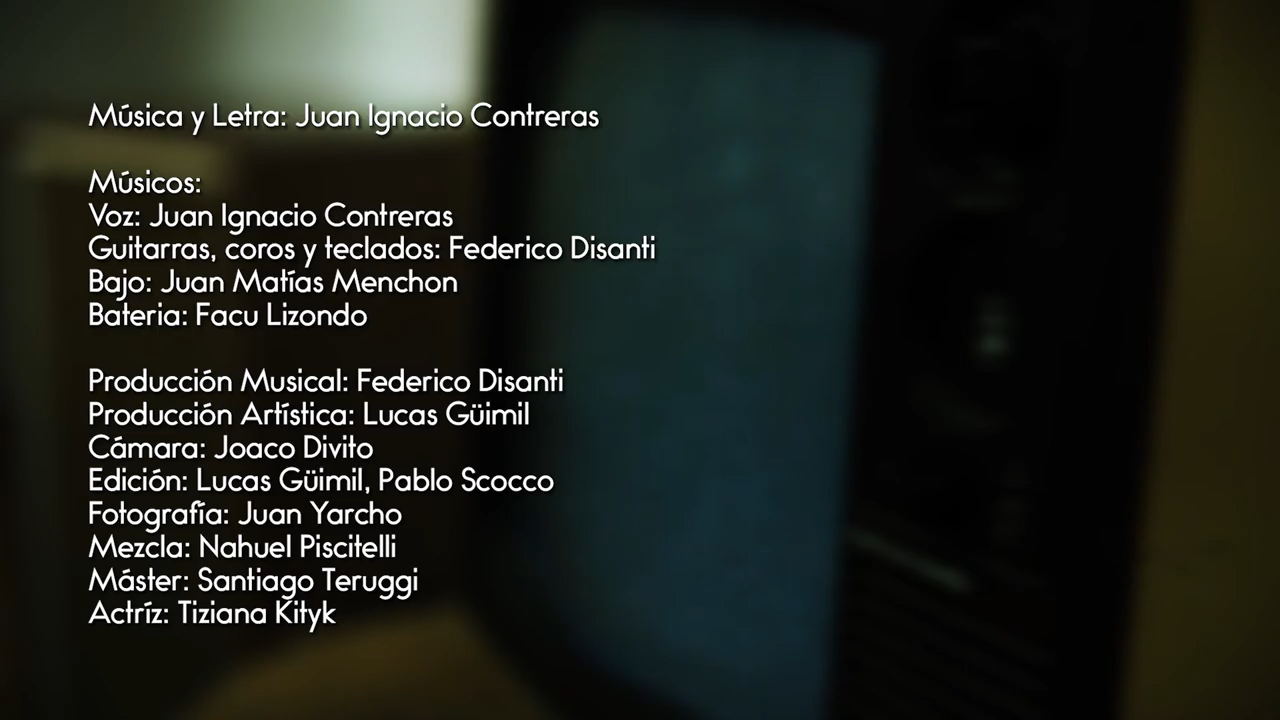 Música y Letra: Juan Ignacio Contreras
Músicos:
Voz: Juan Ignacio Contreras
Guitarras, coros y teclados: Federico Disanti
Bajo: Juan Matías Menchon
Bateria: Facu Lizondo
Producción Musical: Federico Disanti
Producción Artística: Lucas Güimil
Cámara: Joaco Divito
Edición: Lucas Güimil, Pablo Scocco
Fotografía: Juan Yarcho
Mezcla: Nahuel Piscitelli
Máster: Santiago Teruggi
Actríz: Tiziana Kityk